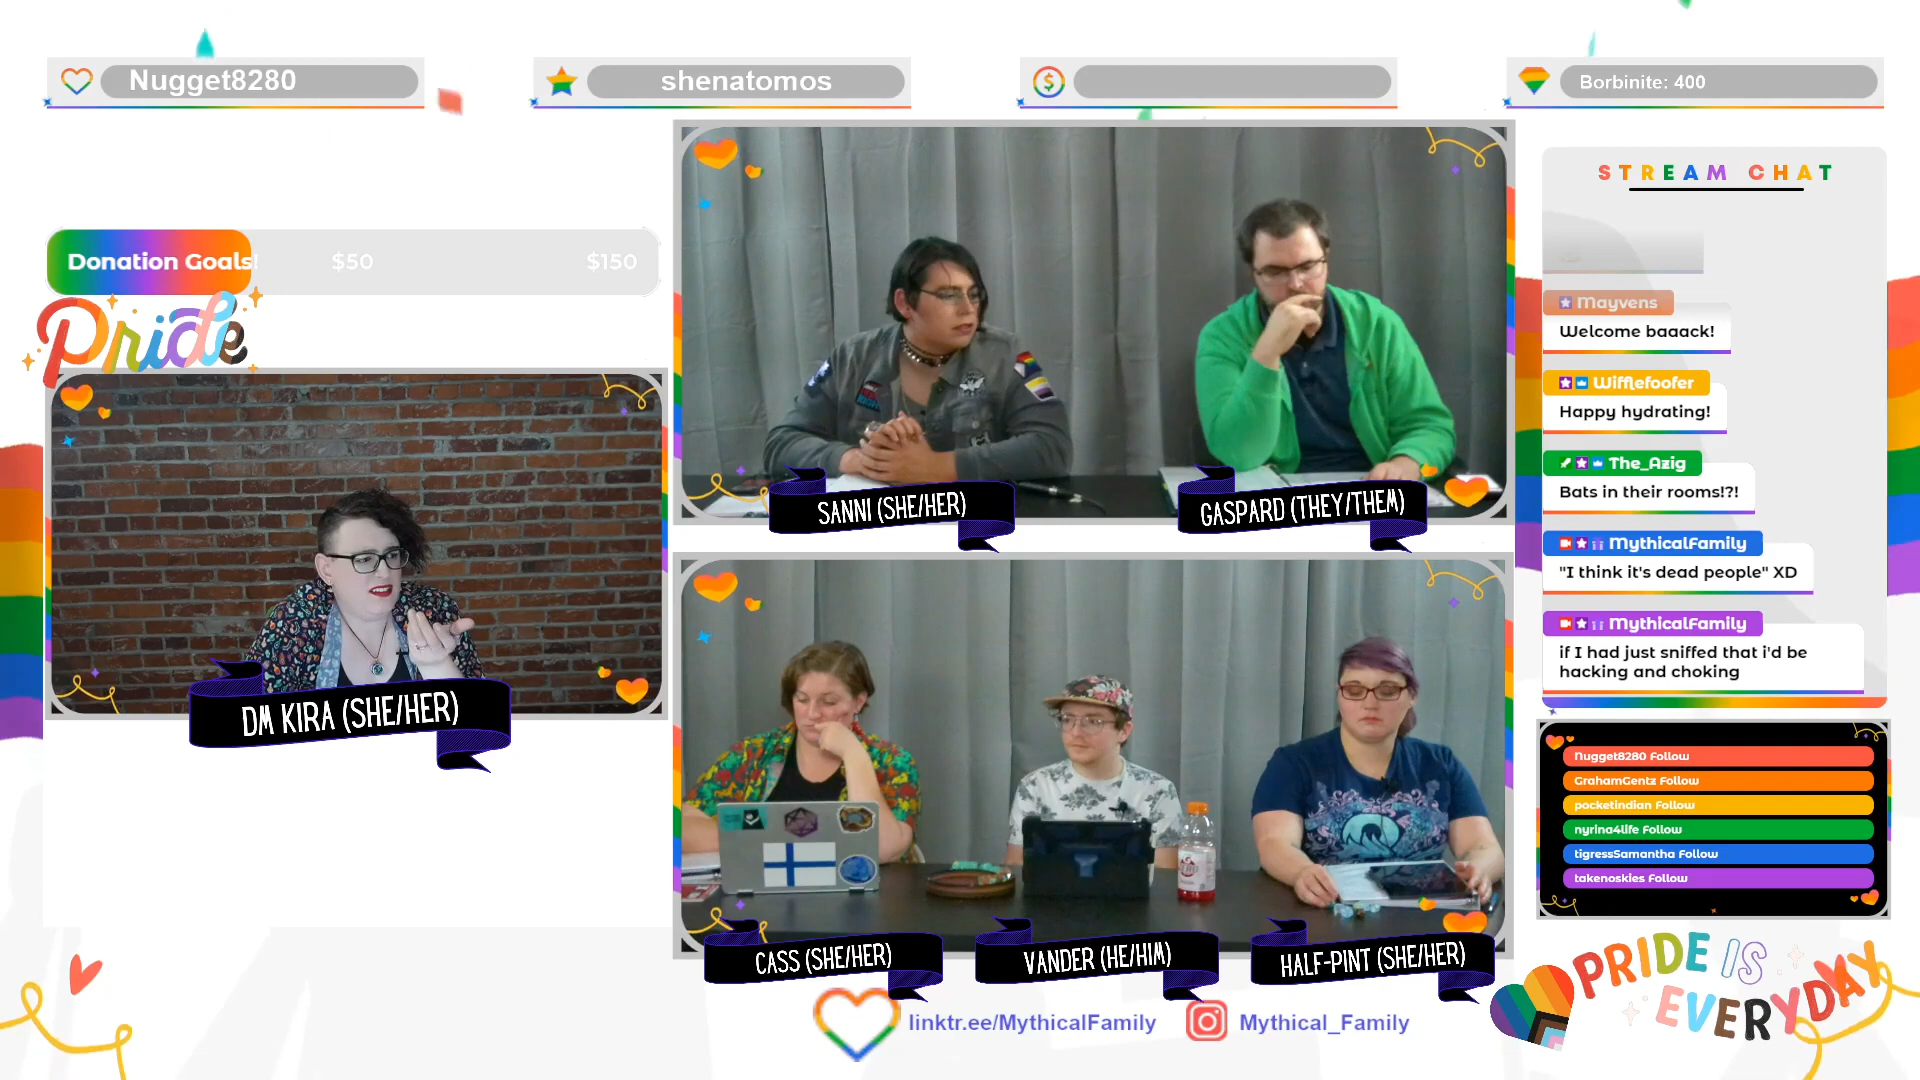 Nugget8280
shenatomos
Borbinite: 400
Donation Goals!
$50
$150
Pride
DM KIRA (SHE/HER)
SANNI (SHE/HER)
GASPARD (THEY/THEM)
CASS (SHE/HER)
VANDER (HE/HIM)
HALF-PINT (SHE/HER)
linktr.ee/MythicalFamily
Mythical_Family
STREAM CHAT
Mayvens
Welcome baaack!
Wifflefoofer
Happy hydrating!
The_Azig
Bats in their rooms!?!
MythicalFamily
"I think it's dead people" XD
MythicalFamily
if I had just sniffed that i'd be
hacking and choking
Nugget8280 Follow
GrahamGentz Follow
pocketindian Follow
nyrina4life Follow
tigressSamantha Follow
takenoskies Follow
PRIDE IS
EVERYDAY